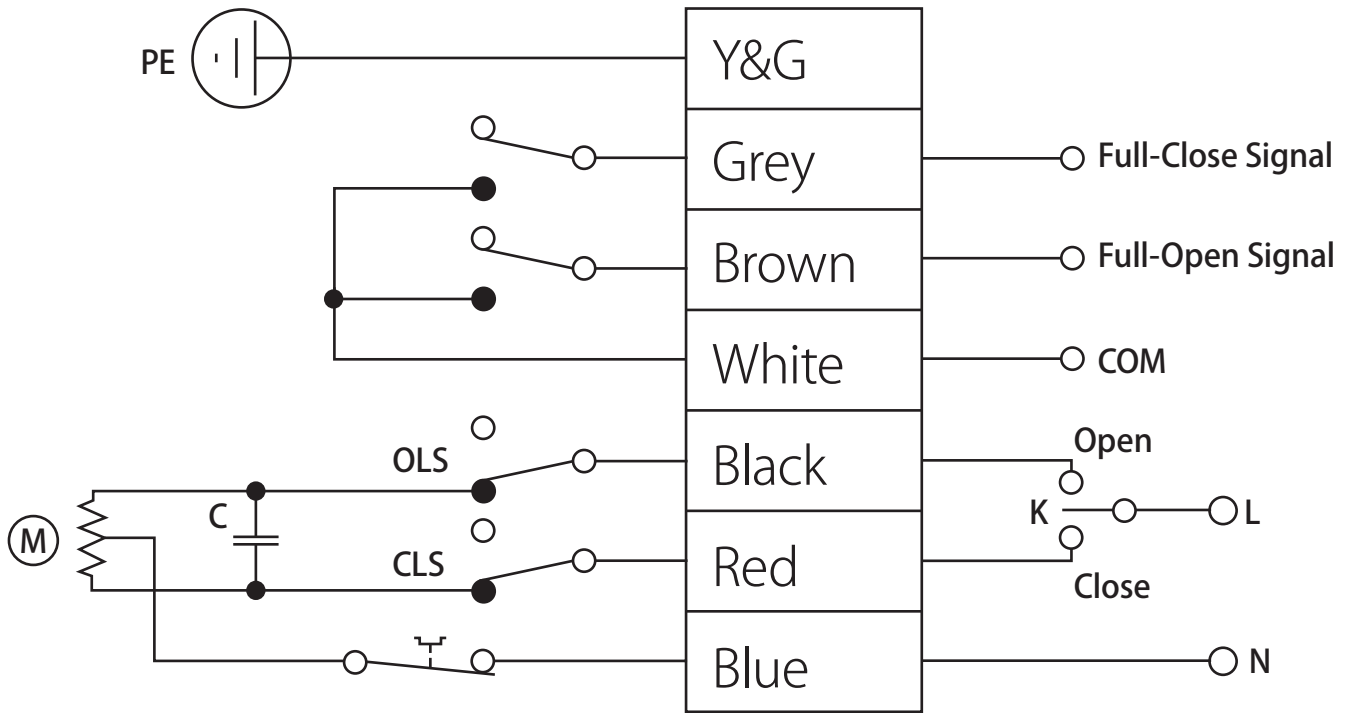 PE
Y&G
Grey
Full-Close Signal
Brown
Full-Open Signal
White
COM
OLS
Black
Open
M
C
K
L
CLS
Red
Close
Blue
N